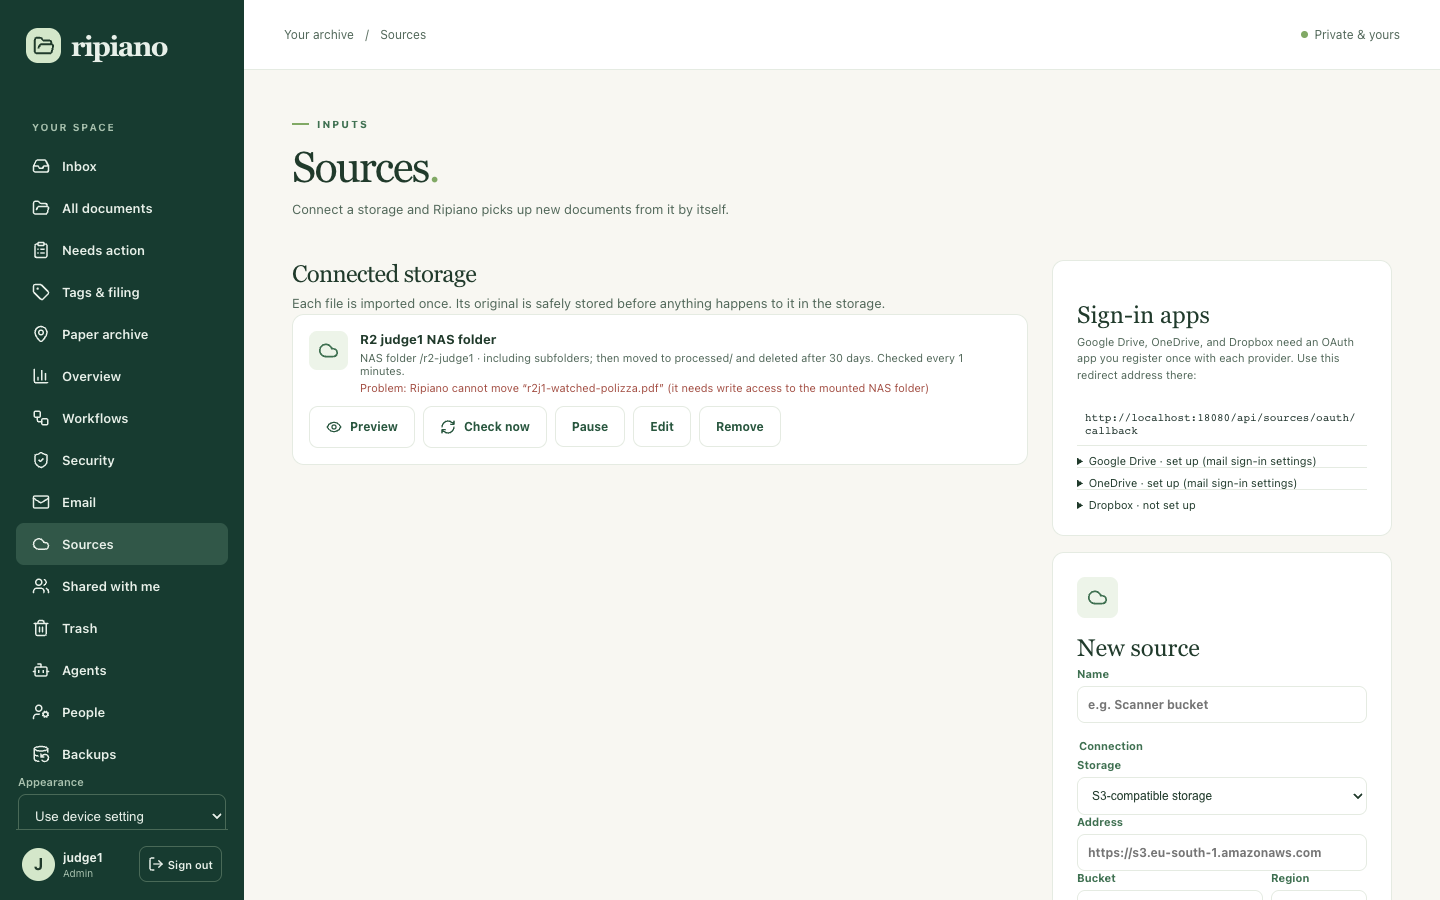 ripiano
YOUR SPACE
Inbox
All documents
Needs action
Tags & filing
Paper archive
Overview
Workflows
Security
Email
Sources
Shared with me
Trash
Agents
People
Backups
Appearance
Use device setting
J
judge1
Admin
Sign out
Your archive / Sources
Private & yours
INPUTS
Sources.
Connect a storage and Ripiano picks up new documents from it by itself.
Connected storage
Each file is imported once. Its original is safely stored before anything happens to it in the storage.
R2 judge1 NAS folder
NAS folder /r2-judge1 · including subfolders; then moved to processed/ and deleted after 30 days. Checked every 1
minutes.
Problem: Ripiano cannot move “r2j1-watched-polizza.pdf” (it needs write access to the mounted NAS folder)
Preview
Check now
Pause
Edit
Remove
Sign-in apps
Google Drive, OneDrive, and Dropbox need an OAuth
app you register once with each provider. Use this
redirect address there:
http://localhost:18080/api/sources/oauth/
callback
Google Drive · set up (mail sign-in settings)
OneDrive · set up (mail sign-in settings)
Dropbox · not set up
New source
Name
e.g. Scanner bucket
Connection
Storage
S3-compatible storage
Address
https://s3.eu-south-1.amazonaws.com
Bucket
Region